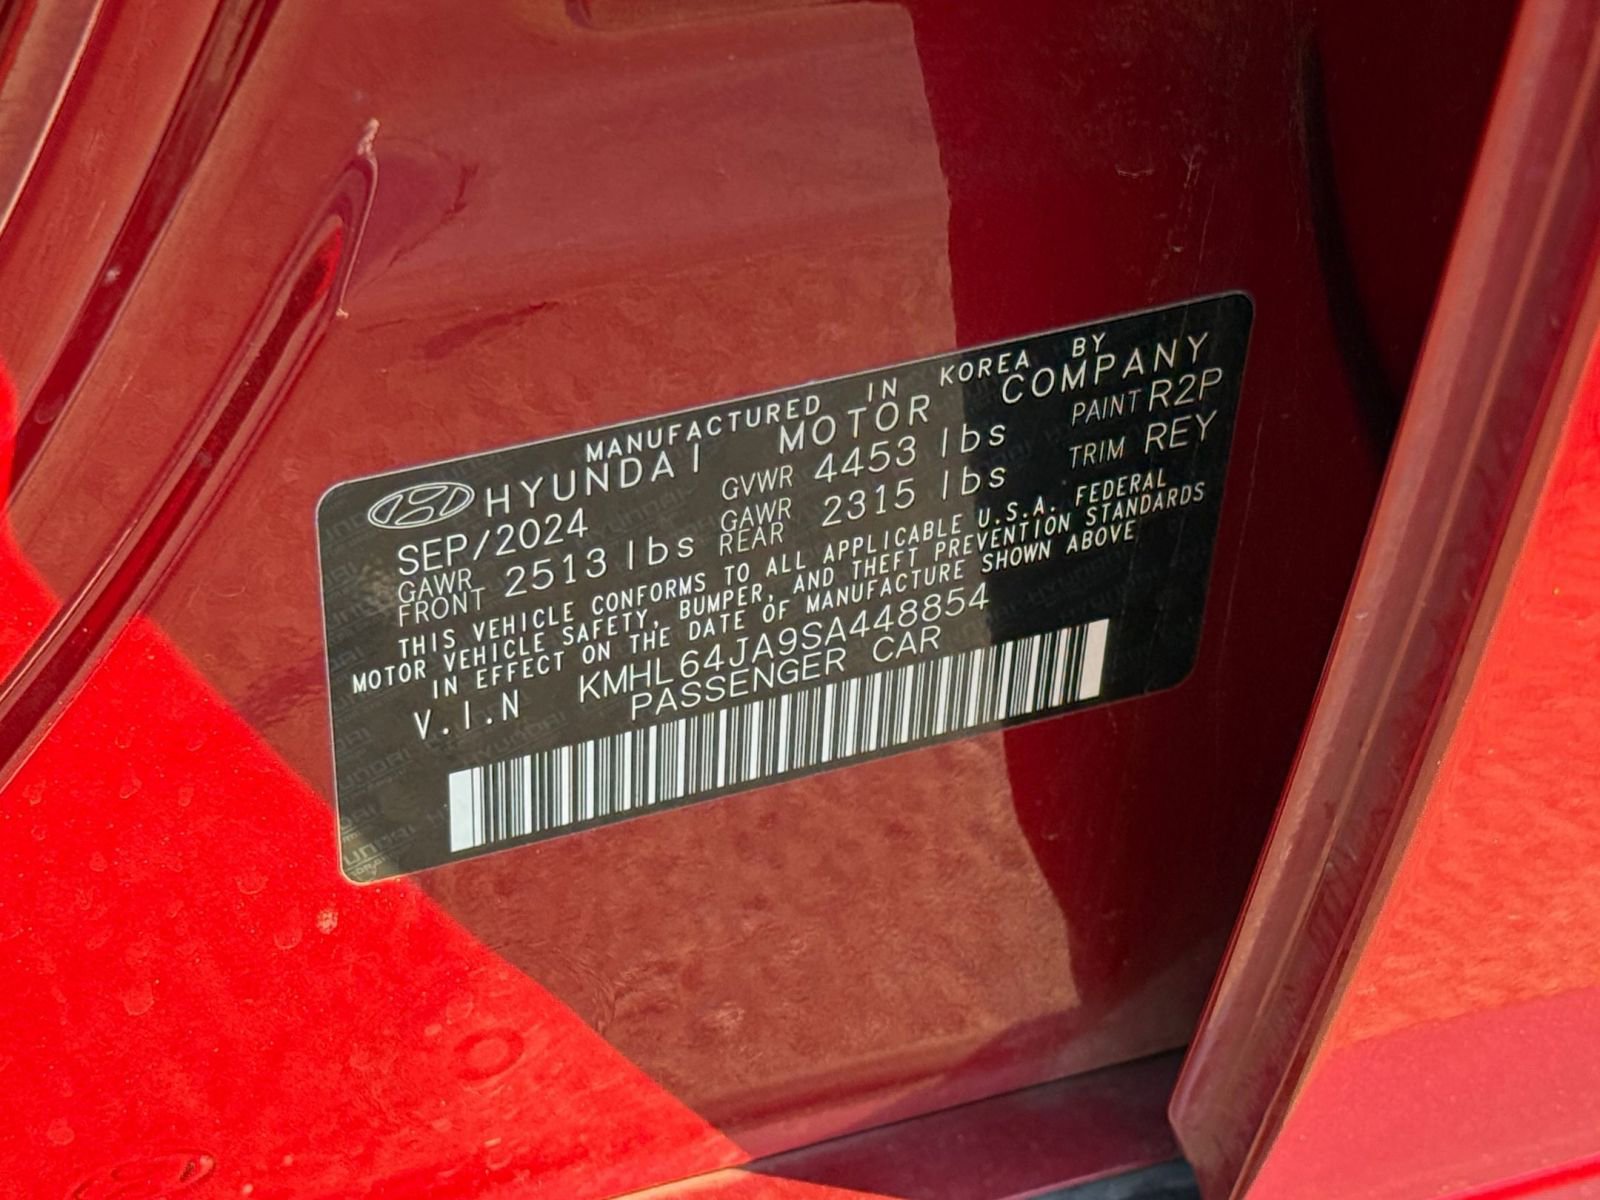 MANUFACTURED IN KOREA BY
HYUNDAI MOTOR COMPANY
SEP/2024 GVWR 4453 lbs PAINT R2P
GAWR FRONT 2513 lbs GAWR REAR 2315 lbs TRIM REY
THIS VEHICLE CONFORMS TO ALL APPLICABLE U.S.A. FEDERAL
MOTOR VEHICLE SAFETY, BUMPER, AND THEFT PREVENTION STANDARDS
IN EFFECT ON THE DATE OF MANUFACTURE SHOWN ABOVE
V.I.N KMHL64JA9SA448854
PASSENGER CAR